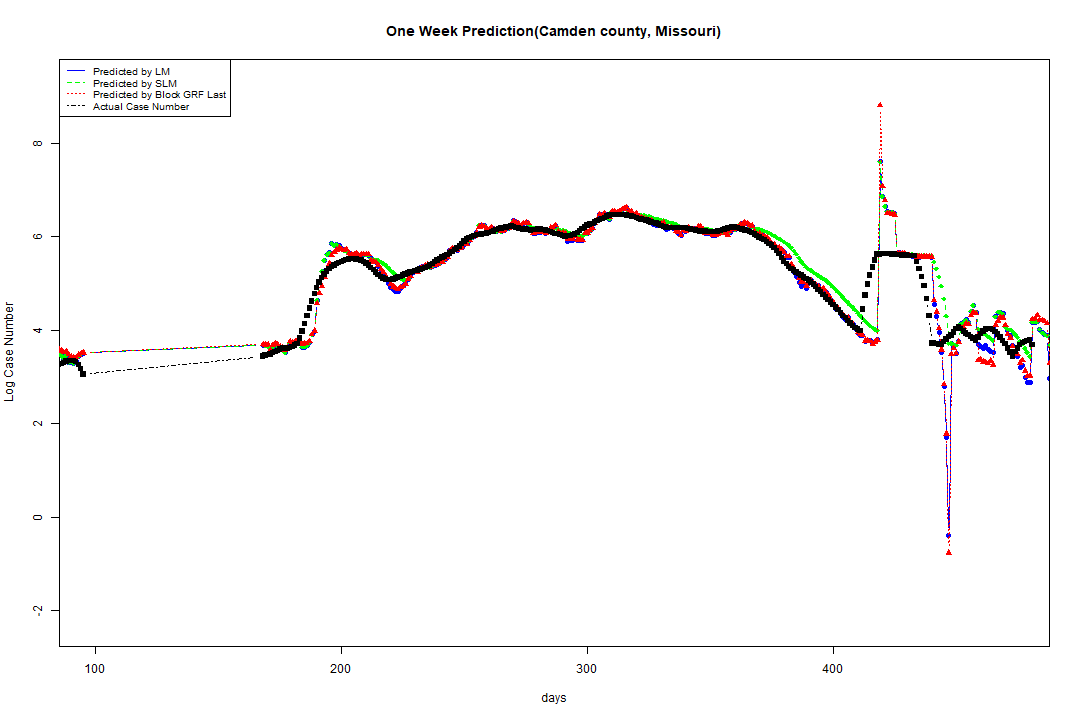 One Week Prediction(Camden county, Missouri)
Predicted by LM
Predicted by SLM
Predicted by Block GRF Last
Actual Case Number
Log Case Number
8
6
4
2
0
-2
100 200 300 400
days